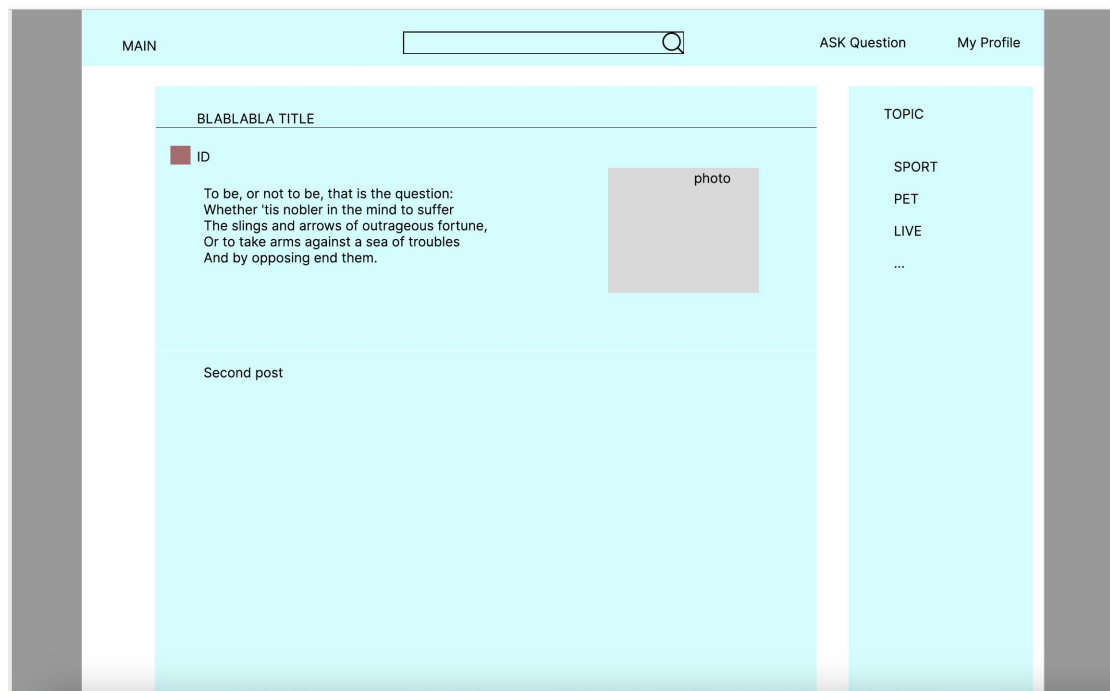 MAIN
ASK Question
My Profile
BLABLABLA TITLE
ID
To be, or not to be, that is the question:
Whether 'tis nobler in the mind to suffer
The slings and arrows of outrageous fortune,
Or to take arms against a sea of troubles
And by opposing end them.
photo
Second post
TOPIC
SPORT
PET
LIVE
...